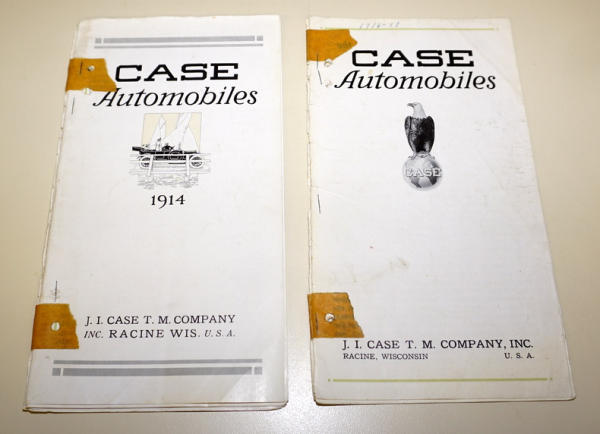 CASE
Automobiles
1914
J. I. CASE T. M. COMPANY
INC. RACINE WIS. U. S. A.
CASE
Automobiles
CASE
J. I. CASE T. M. COMPANY, INC.
RACINE, WISCONSIN U. S. A.